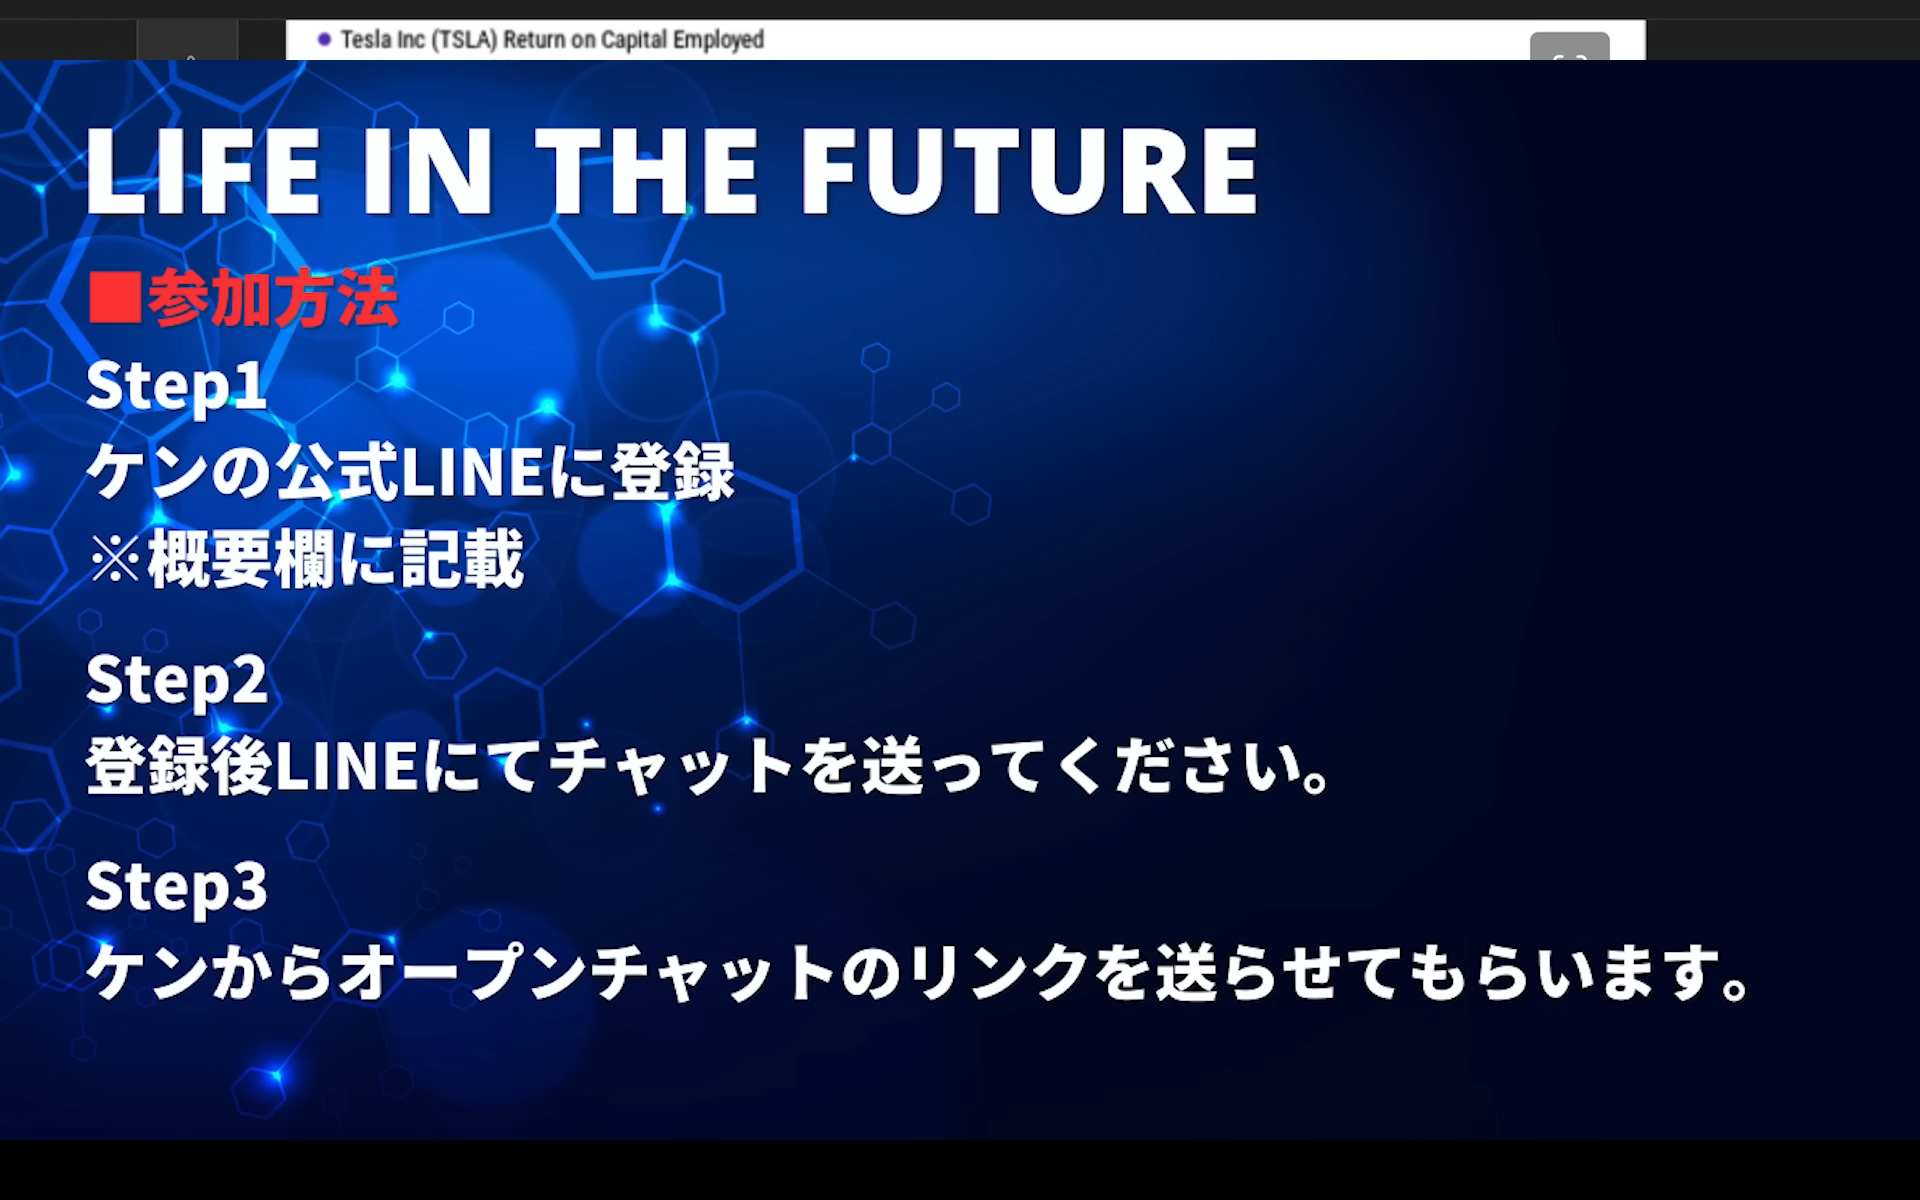 Tesla Inc (TSLA) Return on Capital Employed
LIFE IN THE FUTURE
■参加方法
Step1
ケンの公式LINEに登録
※概要欄に記載
Step2
登録後LINEにてチャットを送ってください。
Step3
ケンからオープンチャットのリンクを送らせてもらいます。